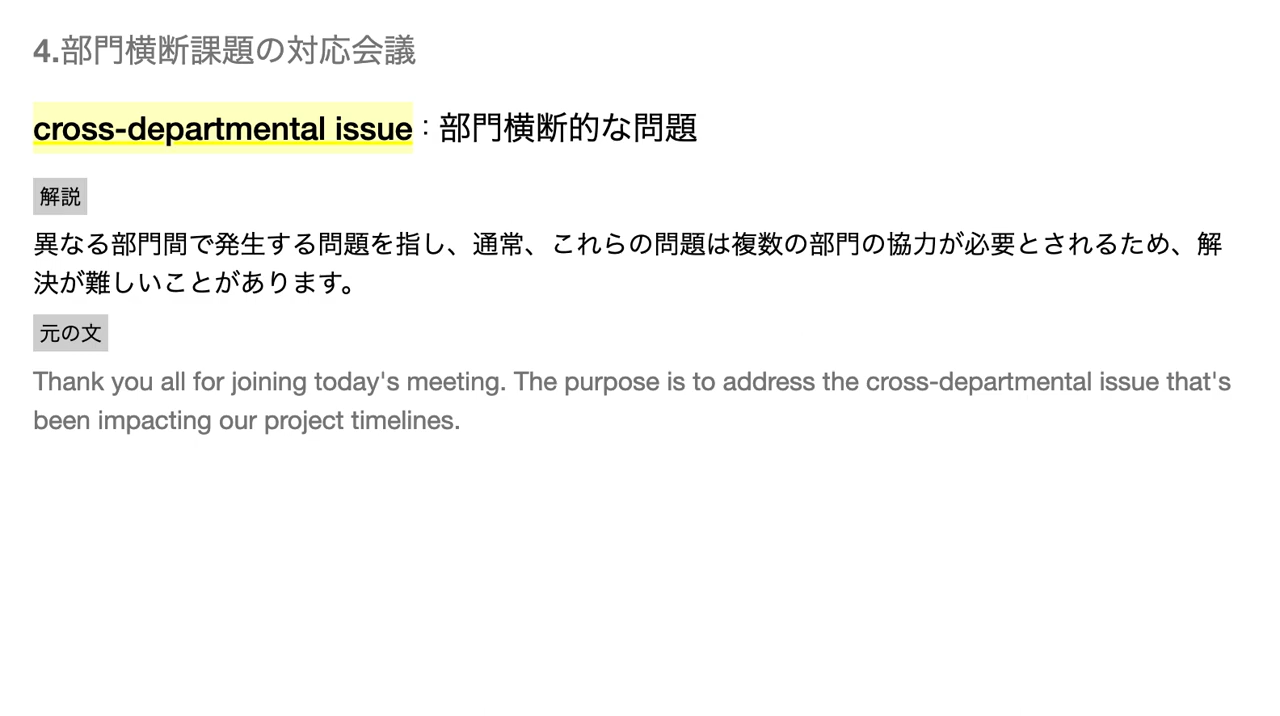 4.部門横断課題の対応会議
cross-departmental issue : 部門横断的な問題
解説
異なる部門間で発生する問題を指し、通常、これらの問題は複数の部門の協力が必要とされるため、解
決が難しいことがあります。
元の文
Thank you all for joining today's meeting. The purpose is to address the cross-departmental issue that's
been impacting our project timelines.